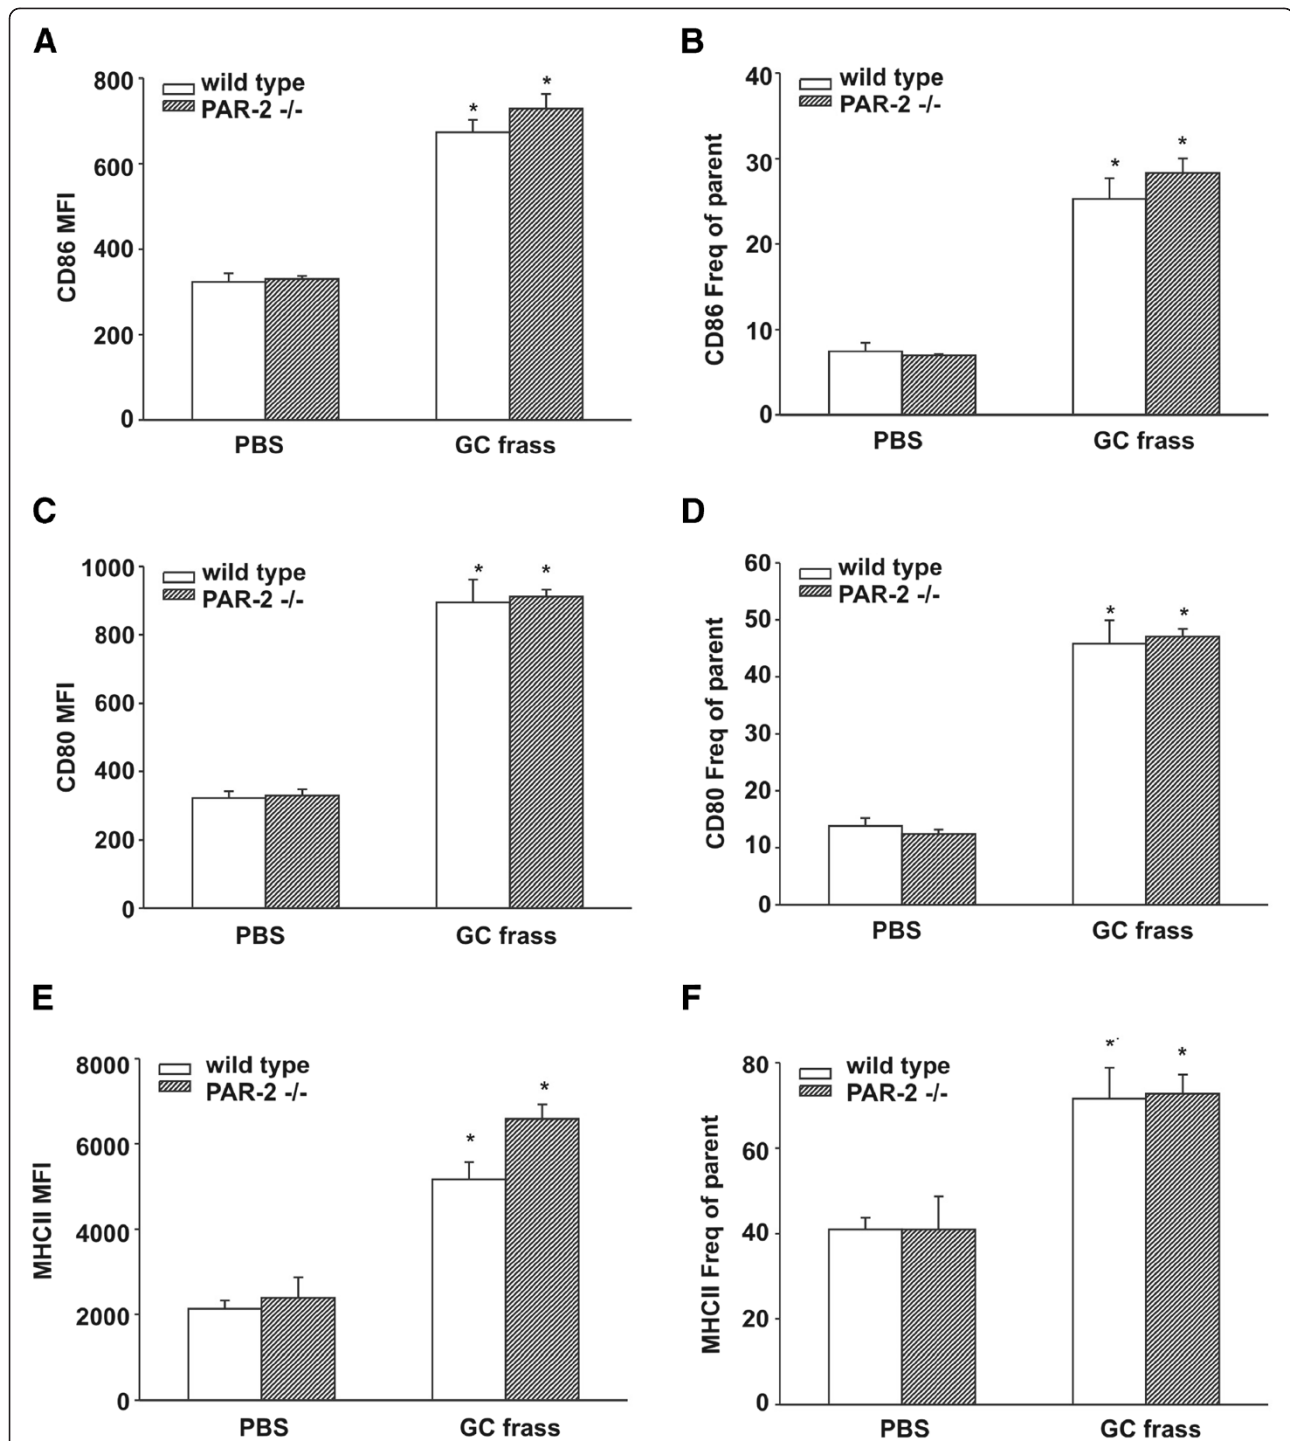 A
800
600
400
200
0
CD86 MFI
wild type
PAR-2 -/-
*
*
PBS
GC frass
B
40
30
20
10
0
CD86 Freq of parent
wild type
PAR-2 -/-
*
*
PBS
GC frass
C
1000
800
600
400
200
0
CD80 MFI
wild type
PAR-2 -/-
*
*
PBS
GC frass
D
60
50
40
30
20
10
0
CD80 Freq of parent
wild type
PAR-2 -/-
*
*
PBS
GC frass
E
8000
6000
4000
2000
0
MHCII MFI
wild type
PAR-2 -/-
*
*
PBS
GC frass
F
80
60
40
20
0
MHCII Freq of parent
wild type
PAR-2 -/-
*
*
PBS
GC frass